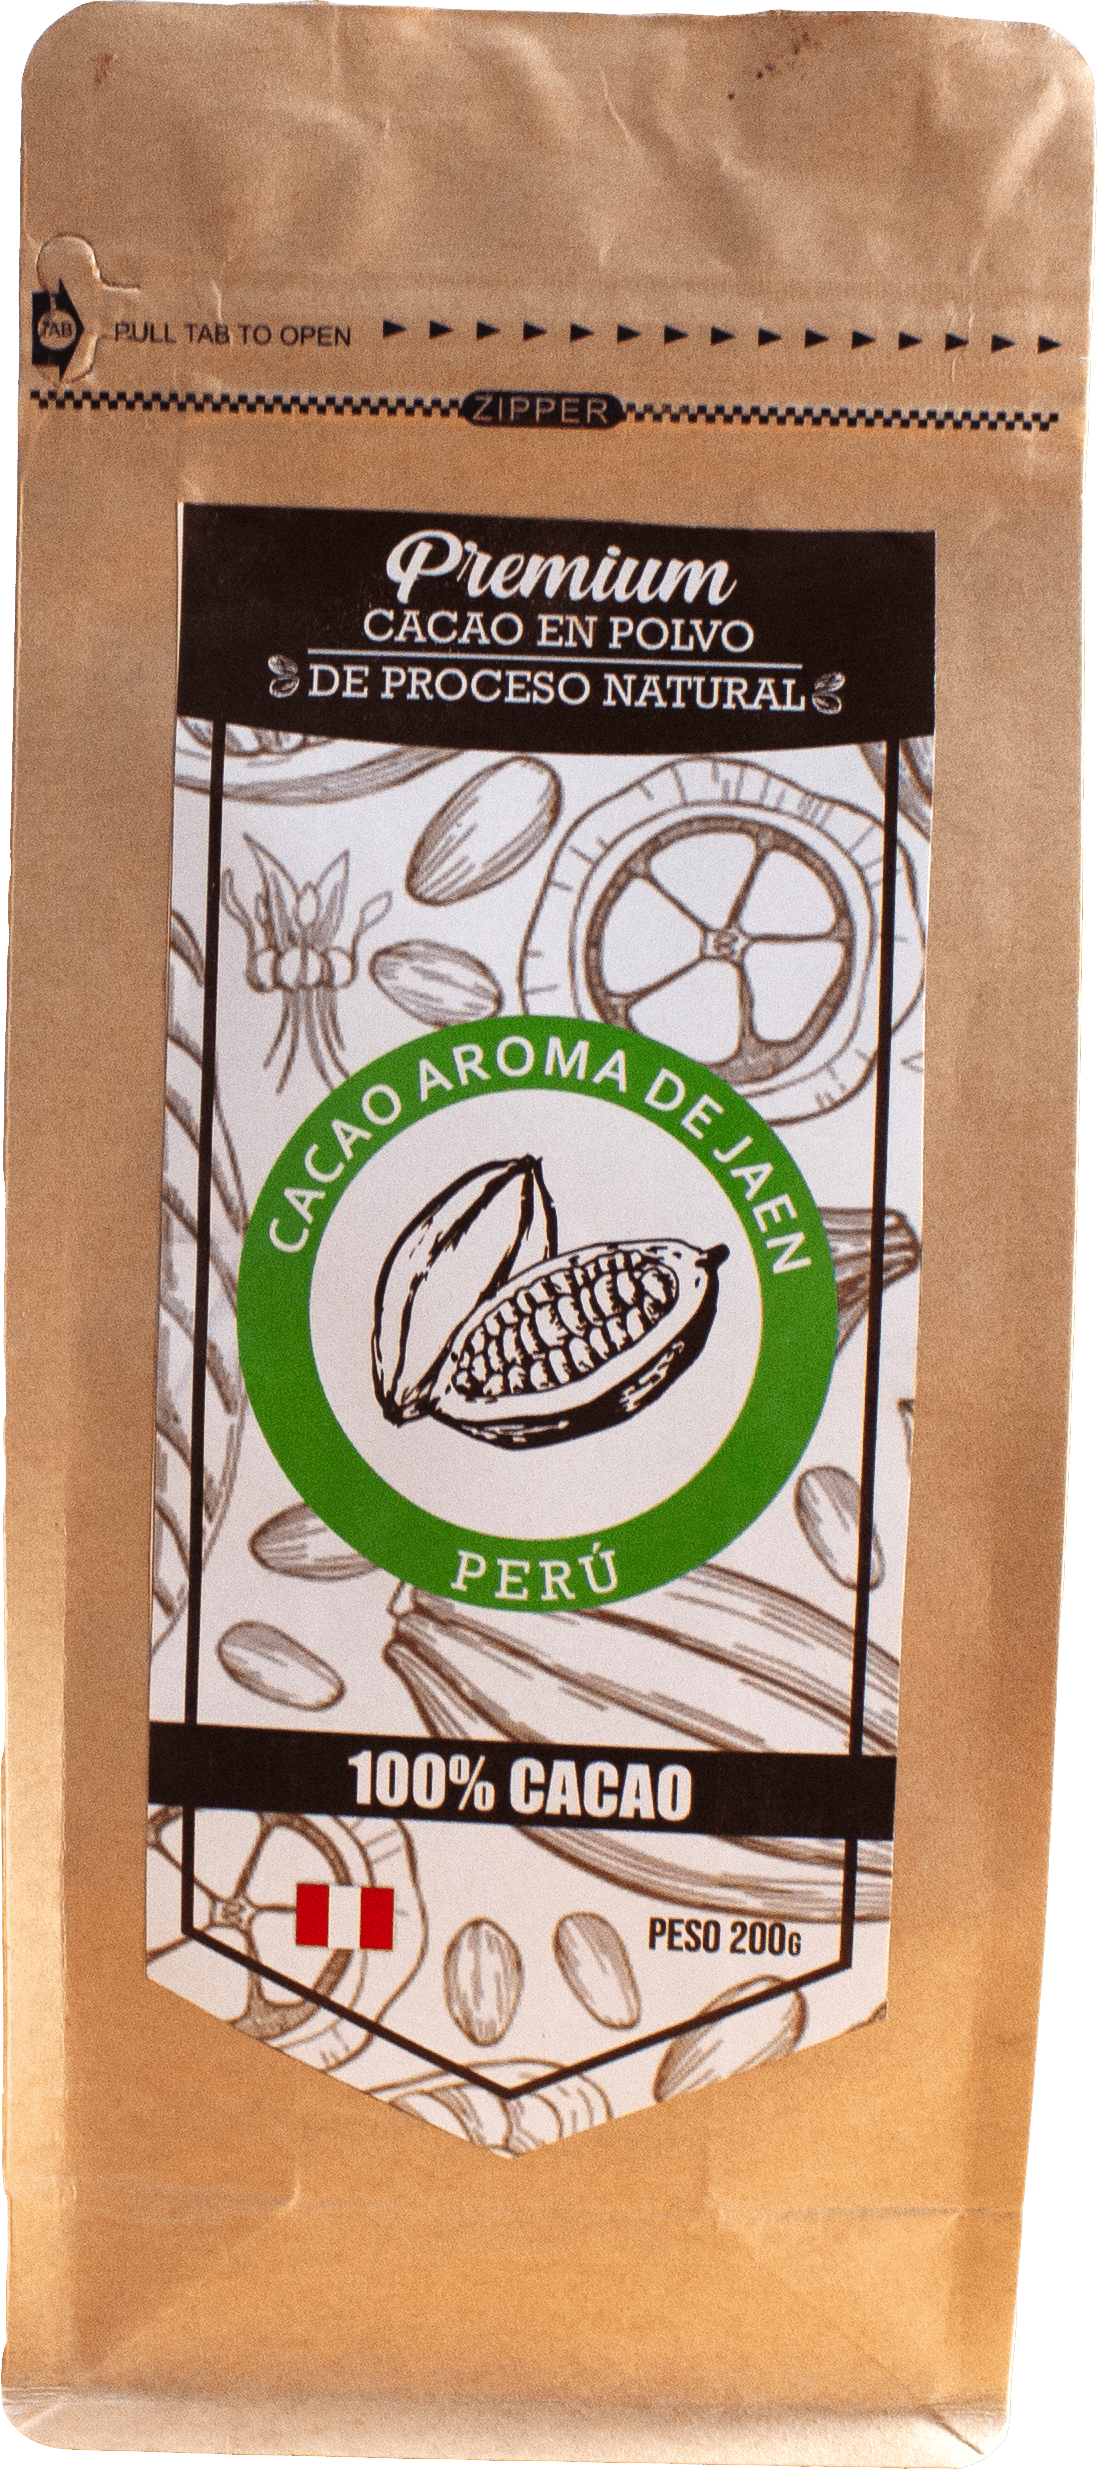 TAB
PULL TAB TO OPEN
ZIPPER
Premium
CACAO EN POLVO
DE PROCESO NATURAL
CACAO AROMA DE JAEN
PERÚ
100% CACAO
PESO 200G